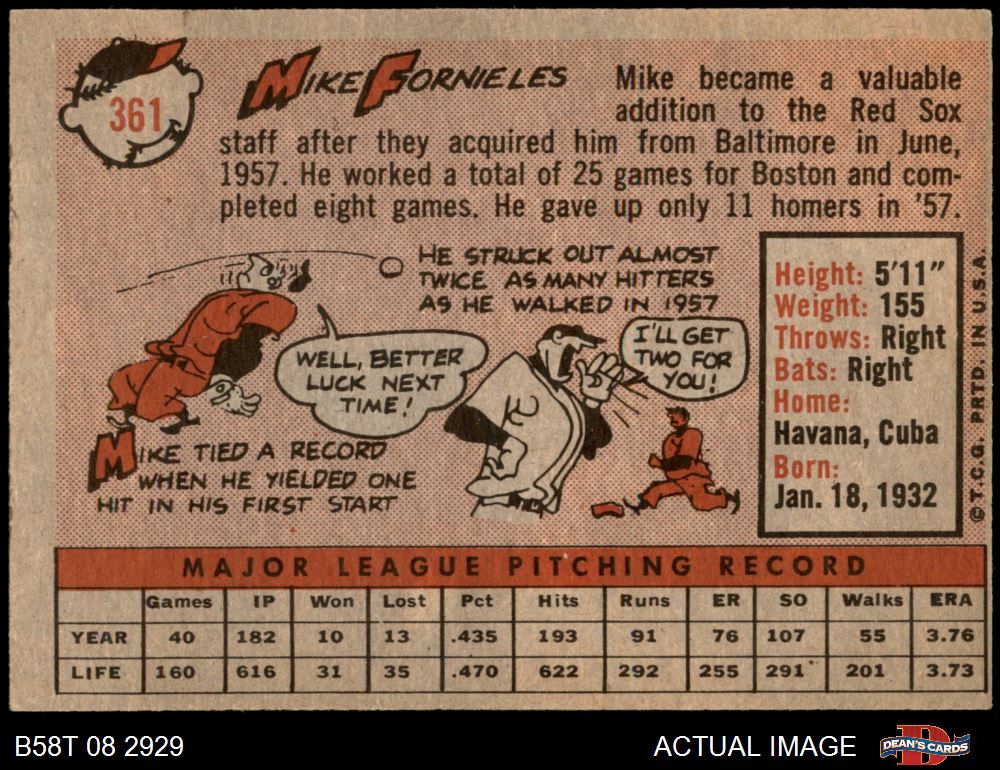 361
MIKE FORNIELES
Mike became a valuable
addition to the Red Sox
staff after they acquired him from Baltimore in June,
1957. He worked a total of 25 games for Boston and com-
pleted eight games. He gave up only 11 homers in '57.
HE STRUCK OUT ALMOST
TWICE AS MANY HITTERS
AS HE WALKED IN 1957
WELL, BETTER
LUCK NEXT
TIME!
I'LL GET
TWO FOR
YOU!
MIKE TIED A RECORD
WHEN HE YIELDED ONE
HIT IN HIS FIRST START
K
Height: 5'11"
Weight: 155
Throws: Right
Bats: Right
Home:
Havana, Cuba
Born:
Jan. 18, 1932
© T.C.G. PRTD. IN U.S.A.
MAJOR LEAGUE PITCHING RECORD
Games IP Won Lost Pct Hits Runs ER SO Walks ERA
YEAR 40 182 10 13 .435 193 91 76 107 55 3.76
LIFE 160 616 31 35 .470 622 292 255 291 201 3.73
B58T 08 2929
ACTUAL IMAGE
D
DEAN'S CARDS